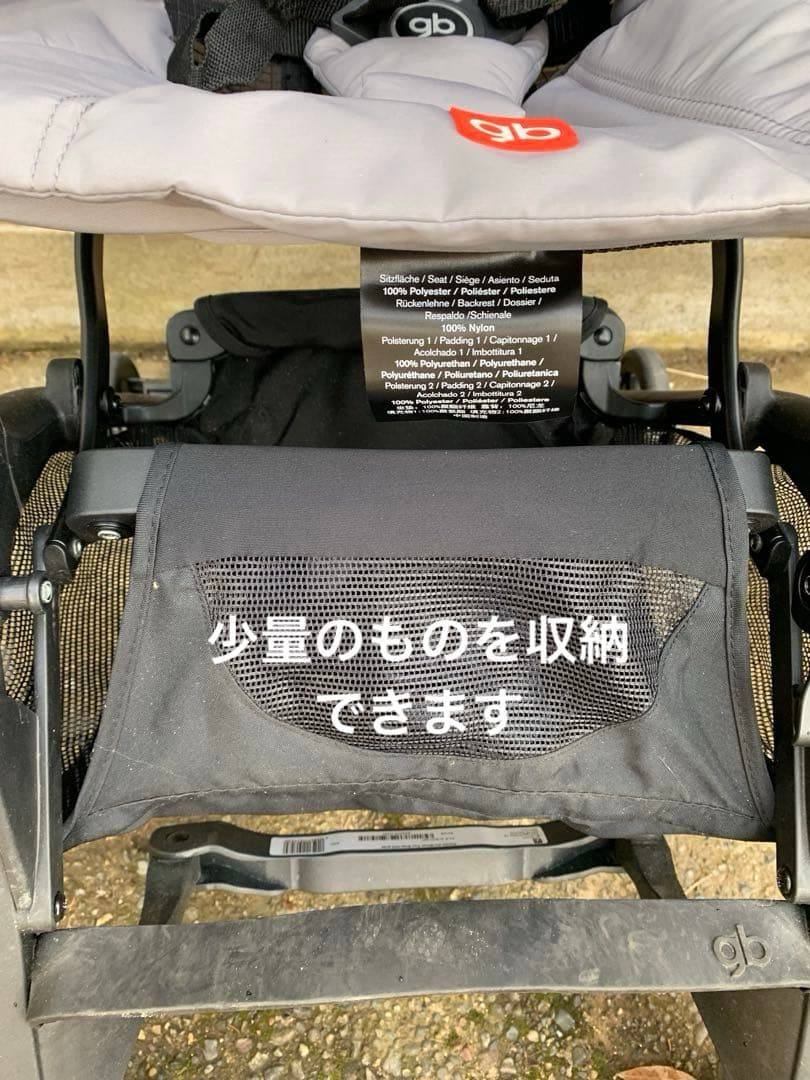 gb
gb
Sitzfläche / Seat / Siège / Asiento / Seduta
100% Polyester / Poliéster / Poliestere
Rückenlehne / Backrest / Dossier /
Respaldo /Schienale
100% Nylon
Polsterung 1 / Padding 1 / Capitonnage 1 /
Acolchado 1 / Imbottitura 1
100% Polyurethan / Polyurethane /
Polyuréthane / Poliuretano / Poliuretanica
Polsterung 2 / Padding 2 / Capitonnage 2 /
Acolchado 2 / Imbottitura 2
100% Polyester / Poliéster / Poliestere
少量のものを収納
できます
gb